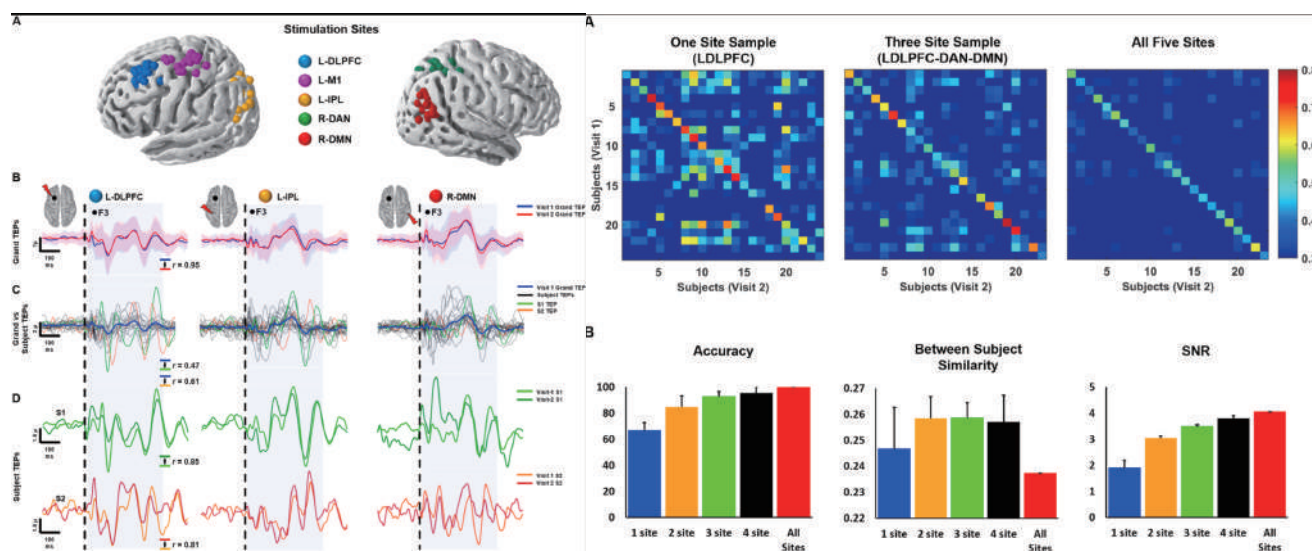 A
Stimulation Sites
L-DLPFC
L-M1
L-IPL
R-DAN
R-DMN
B
L-DLPFC
L-IPL
R-DMN
F3
F3
F3
Visit 1 Grand TEP
Visit 2 Grand TEP
Grand TEPs
100
ms
r = 0.95
C
Visit 1 Grand TEP
Subject TEPs
S1 TEP
S2 TEP
Grand vs
Subject TEPs
100
ms
r = 0.47
r = 0.61
D
S1
Visit 1 S1
Visit 2 S1
100
ms
r = 0.85
Subject TEPs
S2
Visit 1 S2
Visit 2 S2
100
ms
r = 0.81
A
One Site Sample
(LDLPFC)
Three Site Sample
(LDLPFC-DAN-DMN)
All Five Sites
Subjects (Visit 1)
5
10
15
20
5 10 15 20
5 10 15 20
5 10 15 20
Subjects (Visit 2)
Subjects (Visit 2)
Subjects (Visit 2)
B
Accuracy
100
80
60
40
20
0
1 site 2 site 3 site 4 site All
Sites
Between Subject
Similarity
0.27
0.26
0.25
0.24
0.23
0.22
1 site 2 site 3 site 4 site All
Sites
SNR
5
4
3
2
1
0
1 site 2 site 3 site 4 site All
Sites